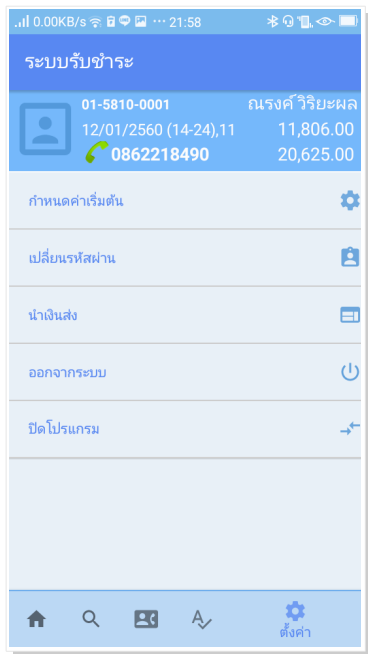 0.00KB/s ··· 21:58
ระบบรับชำระ
01-5810-0001 ณรงค์ วิริยะผล
12/01/2560 (14-24),11 11,806.00
0862218490 20,625.00
กำหนดค่าเริ่มต้น
เปลี่ยนรหัสผ่าน
นำเงินส่ง
ออกจากระบบ
ปิดโปรแกรม
ตั้งค่า